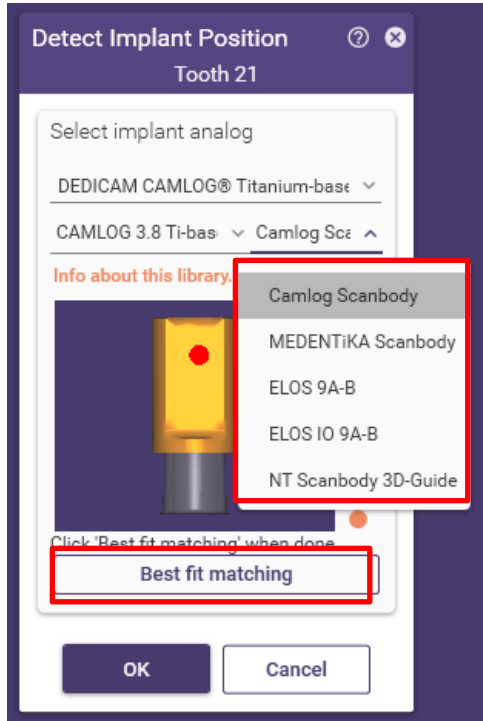 Detect Implant Position
Tooth 21
Select implant analog
DEDICAM CAMLOG® Titanium-base
CAMLOG 3.8 Ti-bas Camlog Sca
Info about this library.
Camlog Scanbody
MEDENTiKA Scanbody
ELOS 9A-B
ELOS IO 9A-B
NT Scanbody 3D-Guide
Click 'Best fit matching' when done
Best fit matching
OK Cancel